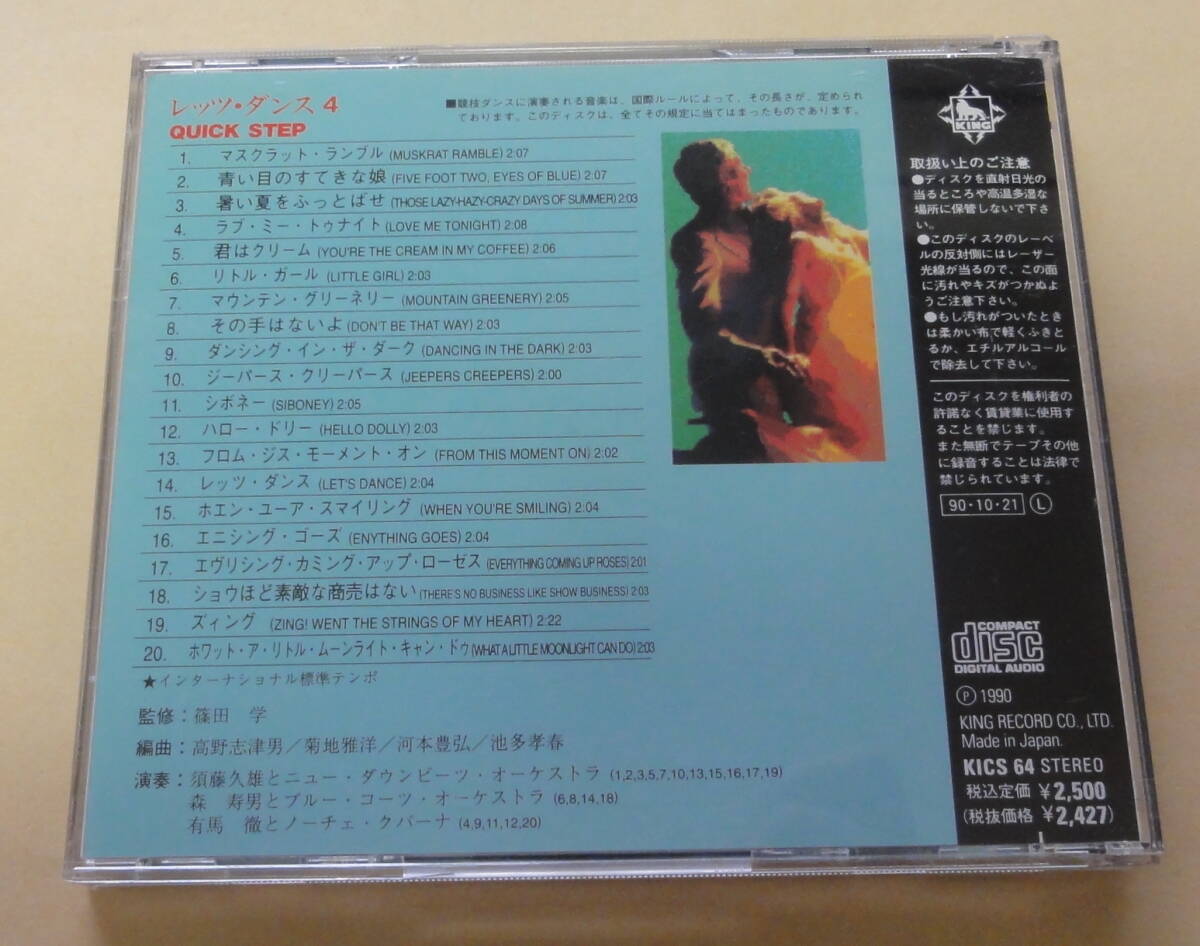 レッツ・ダンス 4
QUICK STEP
■競技ダンスに演奏される音楽は、国際ルールによって、その長さが、定められ
ております。このディスクは、全てその規定に当てはまったものであります。
1. マスクラット・ランブル (MUSKRAT RAMBLE) 2:07
2. 青い目のすてきな娘 (FIVE FOOT TWO, EYES OF BLUE) 2:07
3. 暑い夏をふっとばせ (THOSE LAZY-HAZY-CRAZY DAYS OF SUMMER) 2:03
4. ラブ・ミー・トゥナイト (LOVE ME TONIGHT) 2:08
5. 君はクリーム (YOU'RE THE CREAM IN MY COFFEE) 2:06
6. リトル・ガール (LITTLE GIRL) 2:03
7. マウンテン・グリーネリー (MOUNTAIN GREENERY) 2:05
8. その手はないよ (DON'T BE THAT WAY) 2:03
9. ダンシング・イン・ザ・ダーク (DANCING IN THE DARK) 2:03
10. ジーパース・クリーパース (JEEPERS CREEPERS) 2:00
11. シボネー (SIBONEY) 2:05
12. ハロー・ドリー (HELLO DOLLY) 2:03
13. フロム・ジス・モーメント・オン (FROM THIS MOMENT ON) 2:02
14. レッツ・ダンス (LET'S DANCE) 2:04
15. ホエン・ユーア・スマイリング (WHEN YOU'RE SMILING) 2:04
16. エニシング・ゴーズ (ENYTHING GOES) 2:04
17. エヴリシング・カミング・アップ・ローゼス (EVERYTHING COMING UP ROSES) 2:01
18. ショウほど素敵な商売はない (THERE'S NO BUSINESS LIKE SHOW BUSINESS) 2:03
19. ズィング (ZING! WENT THE STRINGS OF MY HEART) 2:22
20. ホワット・ア・リトル・ムーンライト・キャン・ドゥ (WHAT A LITTLE MOONLIGHT CAN DO) 2:03
★インターナショナル標準テンポ
監修：篠田 学
編曲：高野志津男／菊地雅洋／河本豊弘／池多孝春
演奏：須藤久雄とニュー・ダウンビーツ・オーケストラ (1,2,3,5,7,10,13,15,16,17,19)
森 寿男とブルー・コーツ・オーケストラ (6,8,14,18)
有馬 徹とノーチェ・クバーナ (4,9,11,12,20)
KING
取扱い上のご注意
●ディスクを直射日光の
当るところや高温多湿な
場所に保管しないで下さ
い。
●このディスクのレーベ
ルの反対側にはレーザー
光線が当るので、この面
に汚れやキズがつかぬよ
うご注意下さい。
●もし汚れがついたとき
は柔かい布で軽くふきと
るか、エチルアルコール
で除去して下さい。
このディスクを権利者の
許諾なく賃貸業に使用す
ることを禁じます。
また無断でテープその他
に録音することは法律で
禁じられています。
90・10・21 Ⓛ
COMPACT
disc
DIGITAL AUDIO
Ⓟ 1990
KING RECORD CO., LTD.
Made in Japan.
KICS 64 STEREO
税込定価 ¥2,500
(税抜価格 ¥2,427)